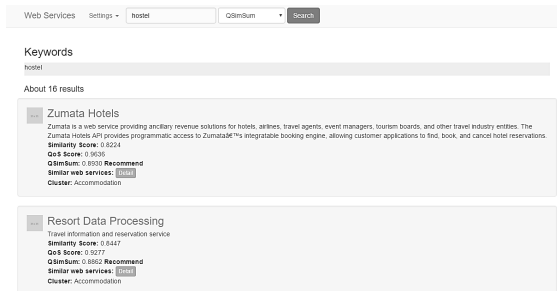 Web Services Settings hostel QSimSum Search
Keywords
hostel
About 16 results
Zumata Hotels
Zumata is a web service providing ancillary revenue solutions for hotels, airlines, travel agents, event managers, tourism boards, and other travel industry entities. The
Zumata Hotels API provides programmatic access to Zumataâ€™s integratable booking engine, allowing customer applications to find, book, and cancel hotel reservations.
Similarity Score: 0.8224
QoS Score: 0.9636
QSimSum: 0.8930 Recommend
Similar web services: Detail
Cluster: Accommodation
Resort Data Processing
Travel information and reservation service
Similarity Score: 0.8447
QoS Score: 0.9277
QSimSum: 0.8862 Recommend
Similar web services: Detail
Cluster: Accommodation